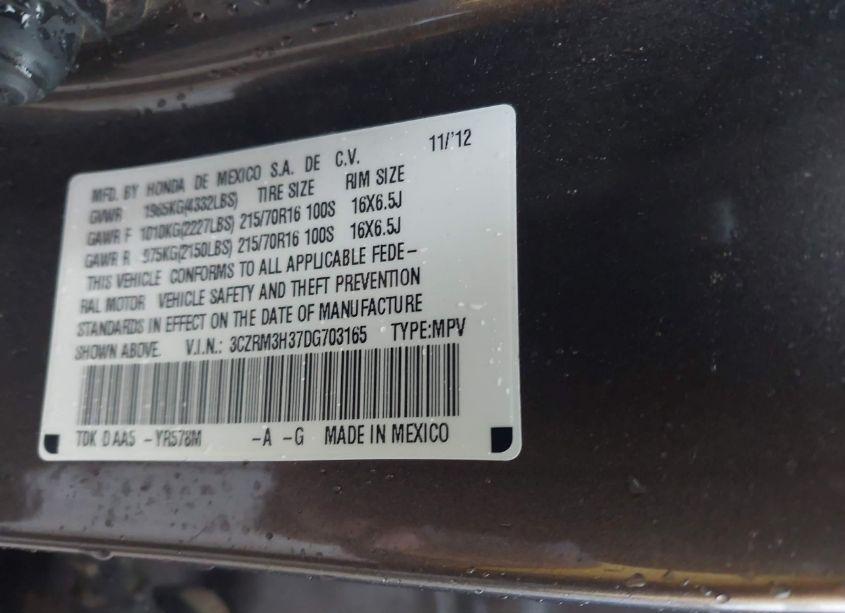 11/'12
MFD. BY HONDA DE MEXICO S.A. DE C.V.
GVWR 1965KG(4332LBS) TIRE SIZE RIM SIZE
GAWR F 1010KG(2227LBS) 215/70R16 100S 16X6.5J
GAWR R 975KG(2150LBS) 215/70R16 100S 16X6.5J
THIS VEHICLE CONFORMS TO ALL APPLICABLE FEDE-
RAL MOTOR VEHICLE SAFETY AND THEFT PREVENTION
STANDARDS IN EFFECT ON THE DATE OF MANUFACTURE
SHOWN ABOVE. V.I.N.: 3CZRM3H37DG703165 TYPE:MPV
TDK D AA5 -YR578M -A -G MADE IN MEXICO